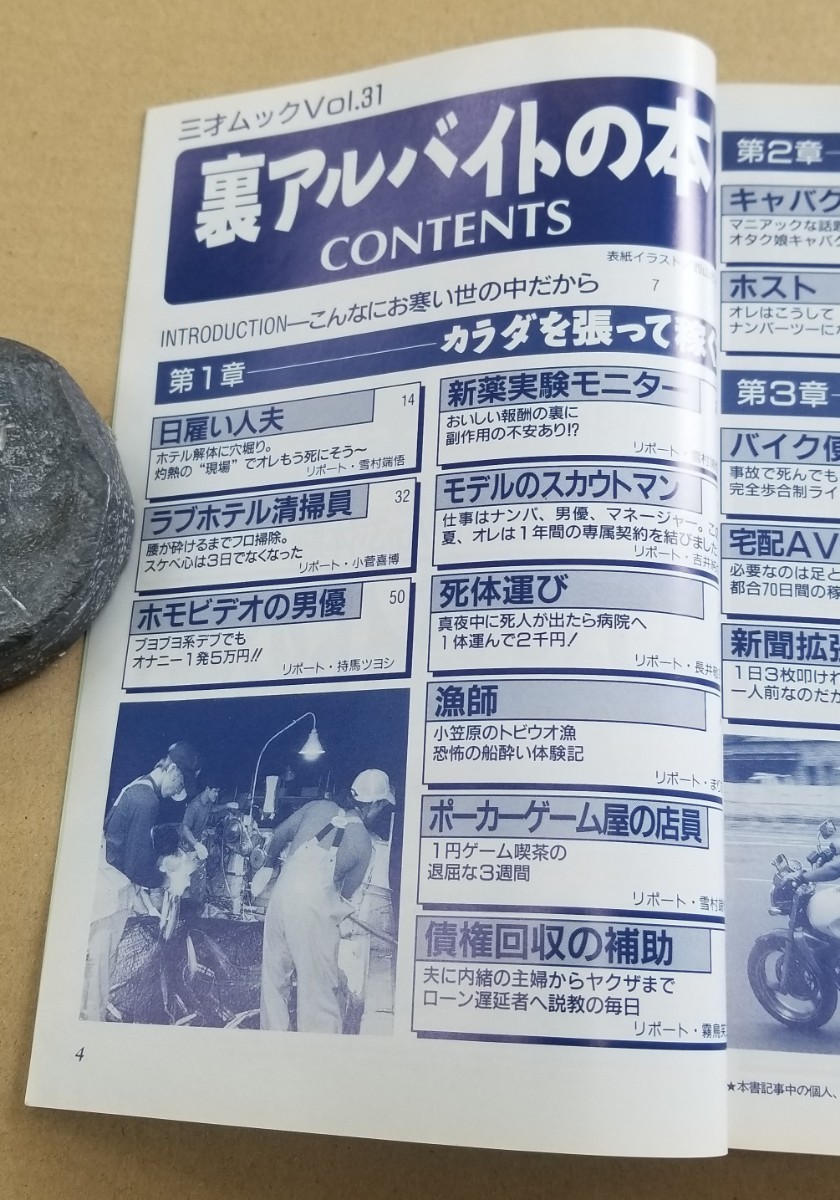 三才ムックVol.31
裏アルバイトの本
CONTENTS
表紙イラスト
INTRODUCTION—こんなにお寒い世の中だから
7
第1章
カラダを張って稼ぐ
日雇い人夫
14
ホテル解体に穴堀り。
灼熱の“現場”でオレもう死にそう〜
リポート・雪村端悟
ラブホテル清掃員
32
腰が砕けるまでフロ掃除。
スケベ心は3日でなくなった
リポート・小菅喜博
ホモビデオの男優
50
ブヨブヨ系デブでも
オナニー1発5万円!!
リポート・持馬ツヨシ
新薬実験モニター
おいしい報酬の裏に
副作用の不安あり!?
リポート・
モデルのスカウトマン
仕事はナンパ、男優、マネージャー。こ
夏、オレは1年間の専属契約を結びました
リポート・吉井
死体運び
真夜中に死人が出たら病院へ
1体運んで2千円!
リポート・長井
漁師
小笠原のトビウオ漁
恐怖の船酔い体験記
リポート・まり
ポーカーゲーム屋の店員
1円ゲーム喫茶の
退屈な3週間
リポート・雪村
債権回収の補助
夫に内緒の主婦からヤクザまで
ローン遅延者へ説教の毎日
リポート・霧島
4
第2章
キャバク
マニアックな話題
オタク娘キャバク
ホスト
オレはこうして
ナンバーツーに
第3章
バイク便
事故で死んでも
完全歩合制ライ
宅配AV
必要なのは足と
都合70日間の稼
新聞拡張
1日3枚叩けれ
一人前なのだ
★本書記事中の個人、